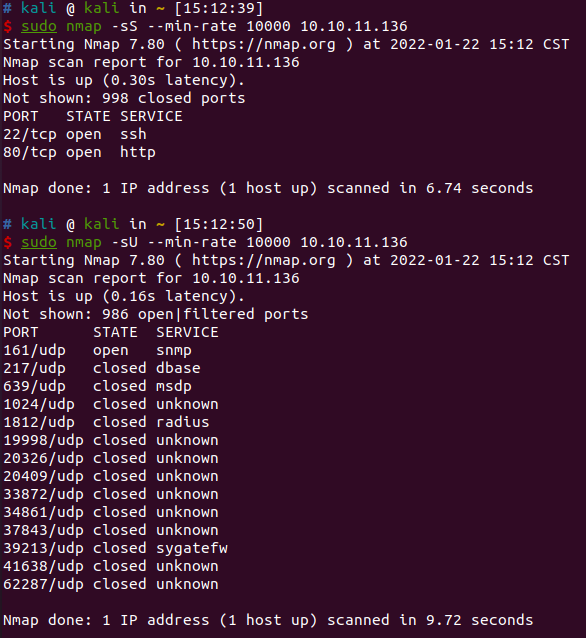 # kali @ kali in ~ [15:12:39]
$ sudo nmap -sS --min-rate 10000 10.10.11.136
Starting Nmap 7.80 ( https://nmap.org ) at 2022-01-22 15:12 CST
Nmap scan report for 10.10.11.136
Host is up (0.30s latency).
Not shown: 998 closed ports
PORT   STATE SERVICE
22/tcp open  ssh
80/tcp open  http

Nmap done: 1 IP address (1 host up) scanned in 6.74 seconds

# kali @ kali in ~ [15:12:50]
$ sudo nmap -sU --min-rate 10000 10.10.11.136
Starting Nmap 7.80 ( https://nmap.org ) at 2022-01-22 15:12 CST
Nmap scan report for 10.10.11.136
Host is up (0.16s latency).
Not shown: 986 open|filtered ports
PORT      STATE  SERVICE
161/udp   open   snmp
217/udp   closed dbase
639/udp   closed msdp
1024/udp  closed unknown
1812/udp  closed radius
19998/udp closed unknown
20326/udp closed unknown
20409/udp closed unknown
33872/udp closed unknown
34861/udp closed unknown
37843/udp closed unknown
39213/udp closed sygatefw
41638/udp closed unknown
62287/udp closed unknown

Nmap done: 1 IP address (1 host up) scanned in 9.72 seconds